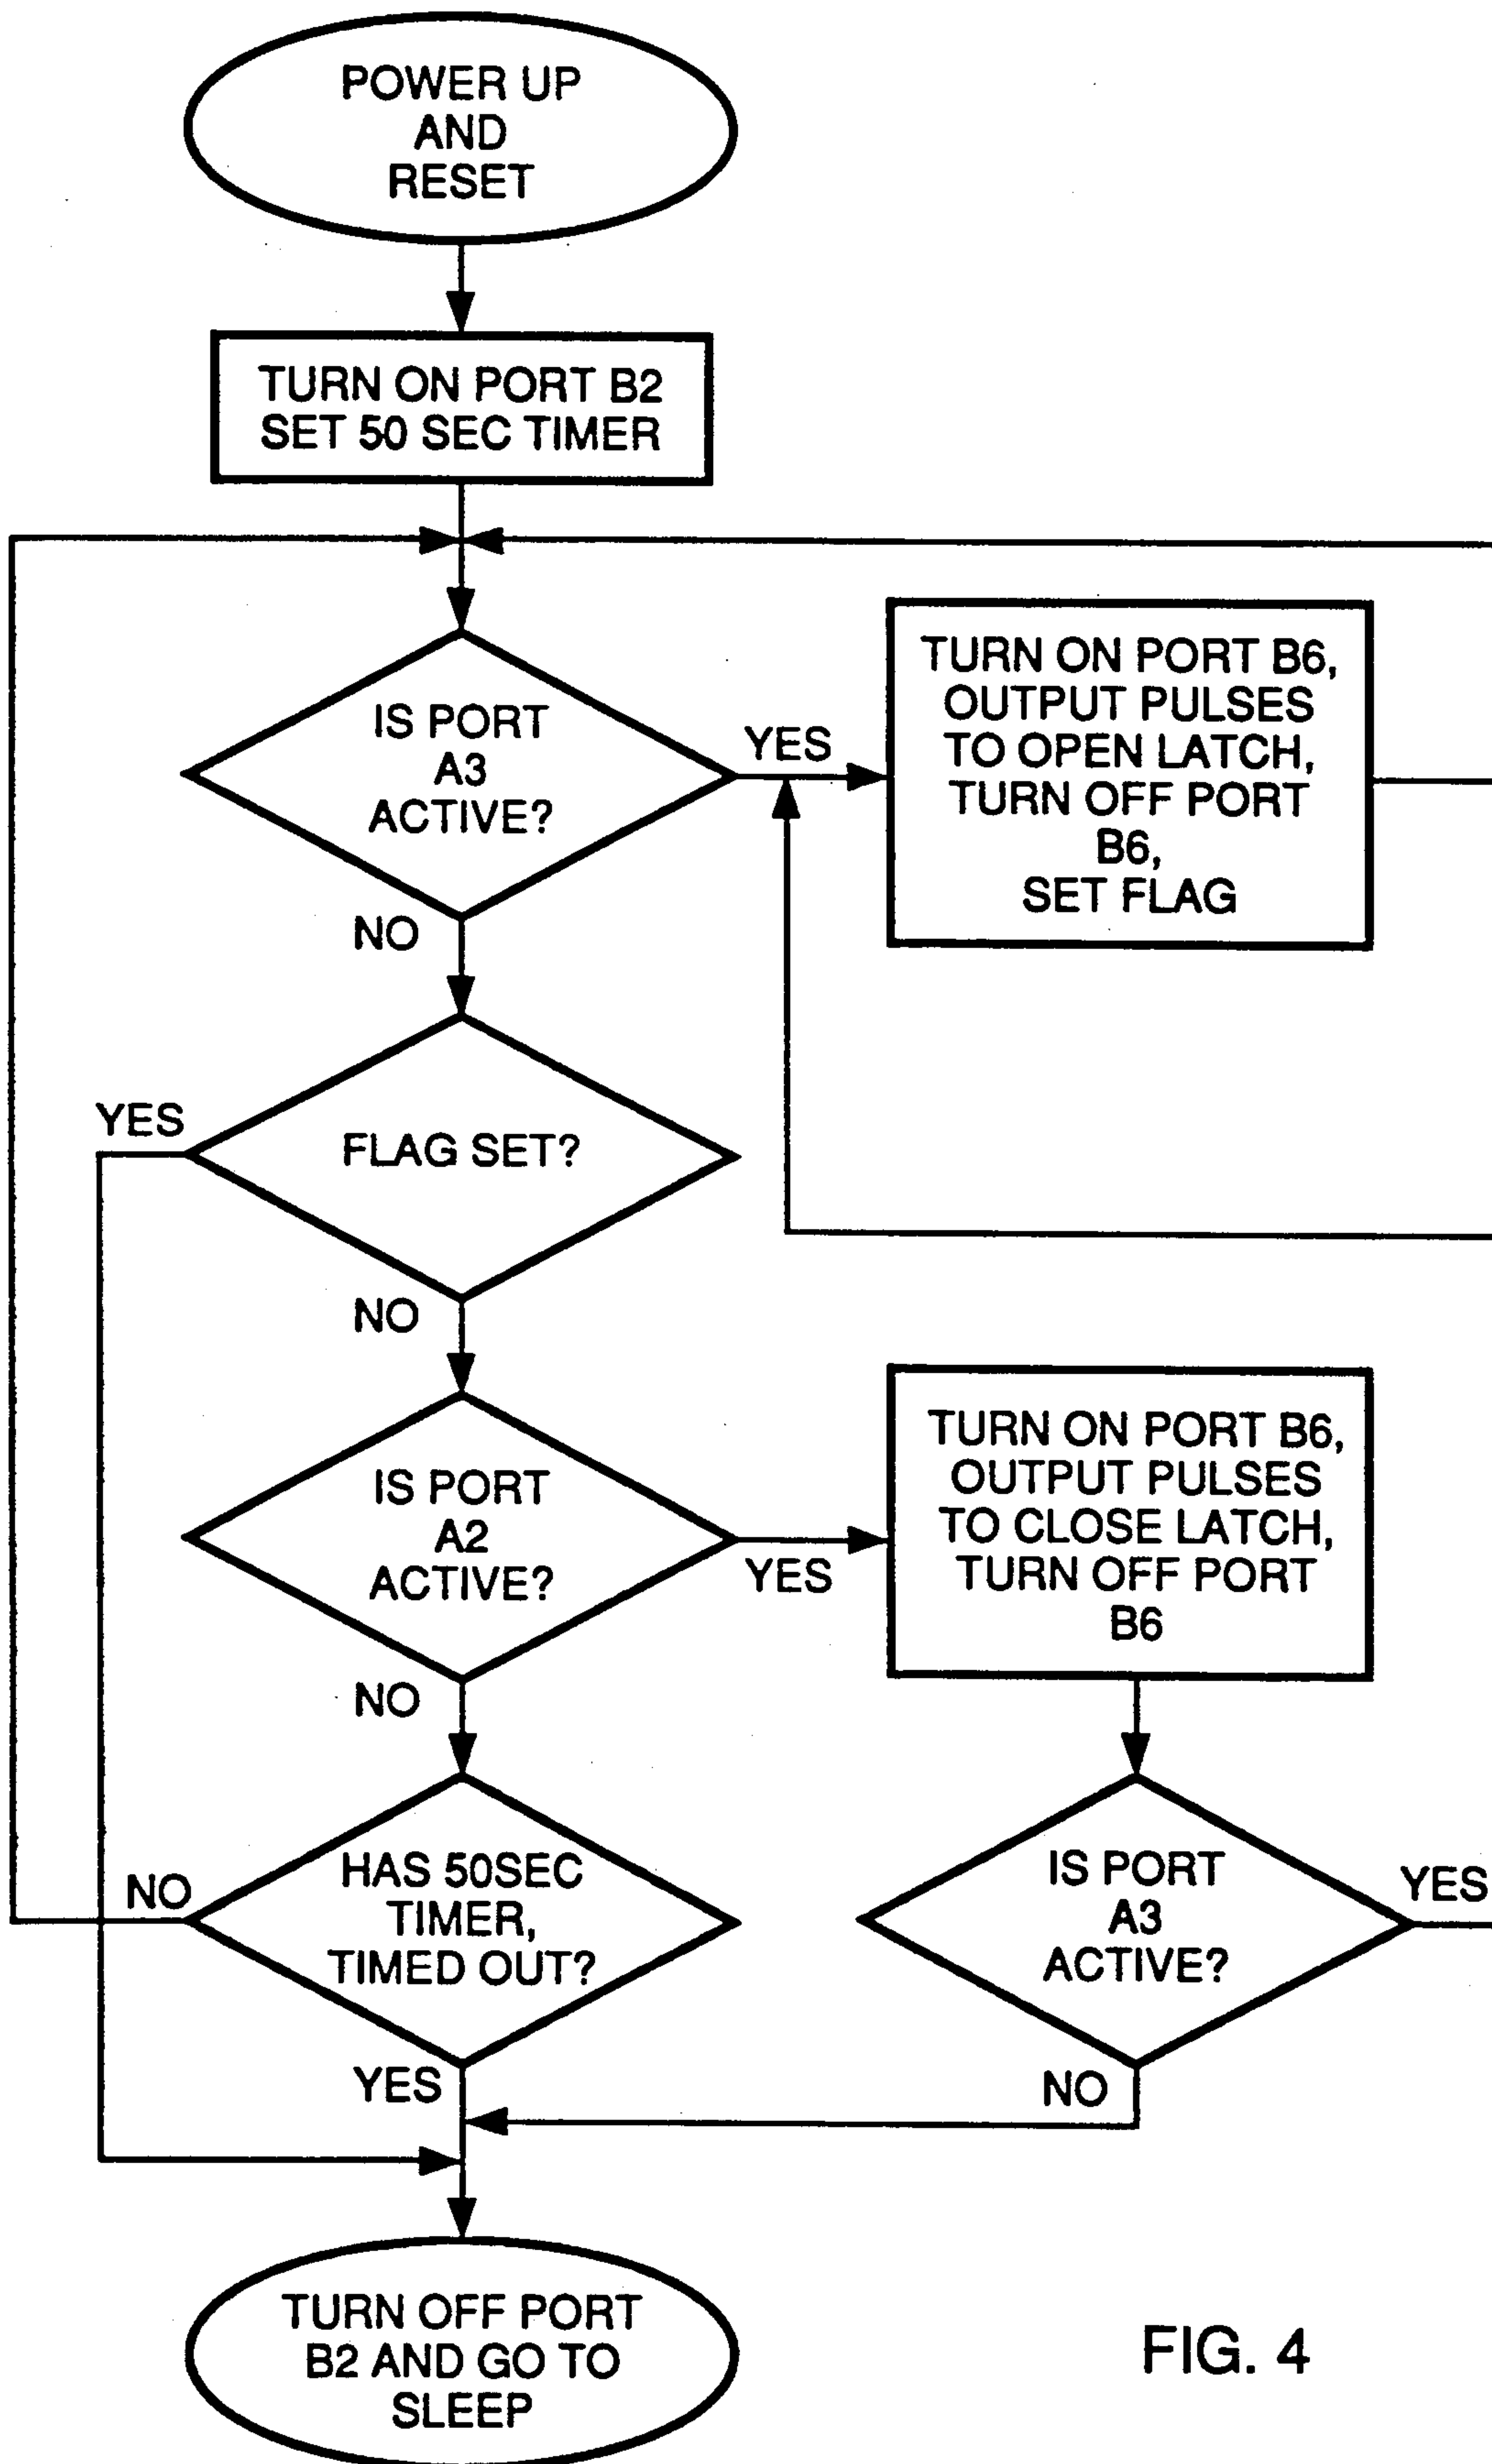 POWER UP
AND
RESET
TURN ON PORT B2
SET 50 SEC TIMER
IS PORT
A3
ACTIVE?
YES
NO
TURN ON PORT B6,
OUTPUT PULSES
TO OPEN LATCH,
TURN OFF PORT
B6,
SET FLAG
FLAG SET?
YES
NO
IS PORT
A2
ACTIVE?
YES
NO
TURN ON PORT B6,
OUTPUT PULSES
TO CLOSE LATCH,
TURN OFF PORT
B6
HAS 50SEC
TIMER,
TIMED OUT?
NO
YES
IS PORT
A3
ACTIVE?
YES
NO
TURN OFF PORT
B2 AND GO TO
SLEEP
FIG. 4